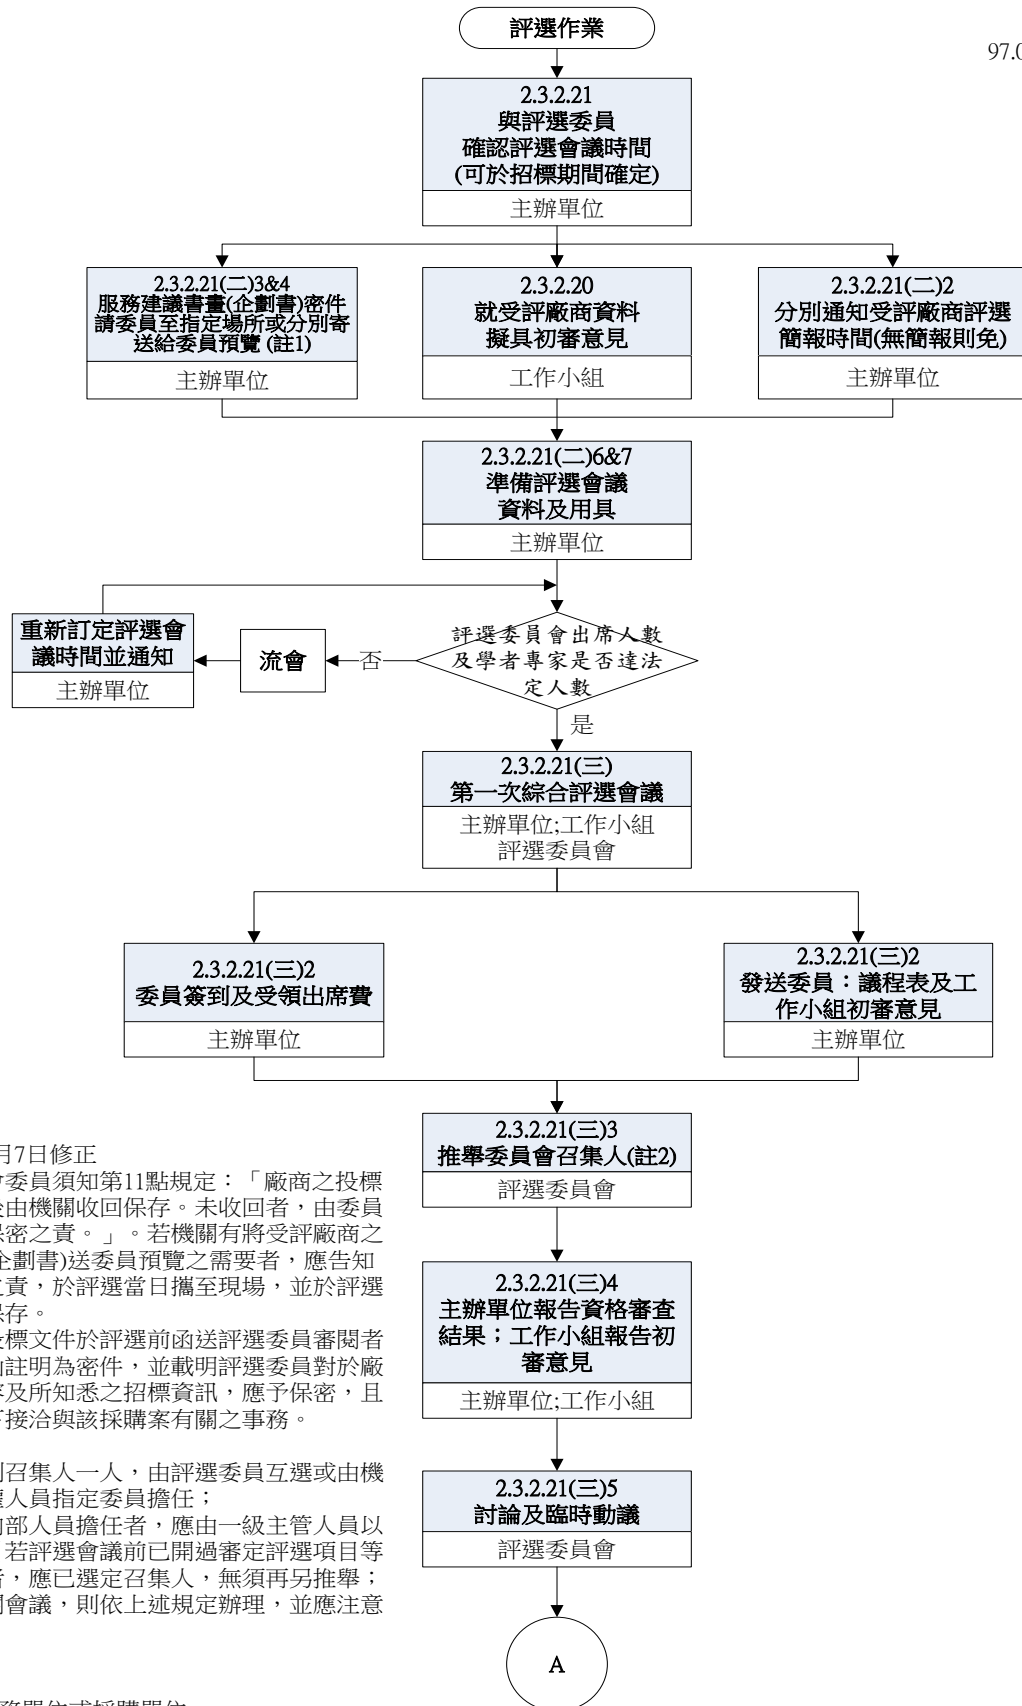 評選作業
97.0
2.3.2.21
與評選委員
確認評選會議時間
(可於招標期間確定)
主辦單位
2.3.2.21(二)3&4
服務建議書畫(企劃書)密件
請委員至指定場所或分別寄
送給委員預覽 (註1)
主辦單位
2.3.2.20
就受評廠商資料
擬具初審意見
工作小組
2.3.2.21(二)2
分別通知受評廠商評選
簡報時間(無簡報則免)
主辦單位
2.3.2.21(二)6&7
準備評選會議
資料及用具
主辦單位
評選委員會出席人數
及學者專家是否達法
定人數
否
流會
重新訂定評選會
議時間並通知
主辦單位
是
2.3.2.21(三)
第一次綜合評選會議
主辦單位;工作小組
評選委員會
2.3.2.21(三)2
委員簽到及受領出席費
主辦單位
2.3.2.21(三)2
發送委員：議程表及工
作小組初審意見
主辦單位
2.3.2.21(三)3
推舉委員會召集人(註2)
評選委員會
2.3.2.21(三)4
主辦單位報告資格審查
結果；工作小組報告初
審意見
主辦單位;工作小組
2.3.2.21(三)5
討論及臨時動議
評選委員會
A
月7日修正
委員須知第11點規定：「廠商之投標
後由機關收回保存。未收回者，由委員
保密之責。」。若機關有將受評廠商之
企劃書)送委員預覽之需要者，應告知
之責，於評選當日攜至現場，並於評選
保存。
投標文件於評選前函送評選委員審閱者
註明為密件，並載明評選委員對於廠
容及所知悉之招標資訊，應予保密，且
下接洽與該採購案有關之事務。
召集人一人，由評選委員互選或由機
權人員指定委員擔任；
內部人員擔任者，應由一級主管人員以
若評選會議前已開過審定評選項目等
者，應已選定召集人，無須再另推舉；
開會議，則依上述規定辦理，並應注意
務單位或採購單位